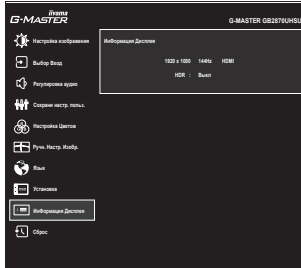 iiyama
G-MASTER
G-MASTER GB2870UHSU
Настройка изображения
ИнФормация Дисплея
Выбор Вход
1920 x 1080 144Hz HDMI
HDR : Выкл
Регулировка аудио
Сохрани настр. польз.
Настройка Цветов
Ручн. Настр. Изобр.
Язык
Установка
ИнФормация Дисплея
Сброс